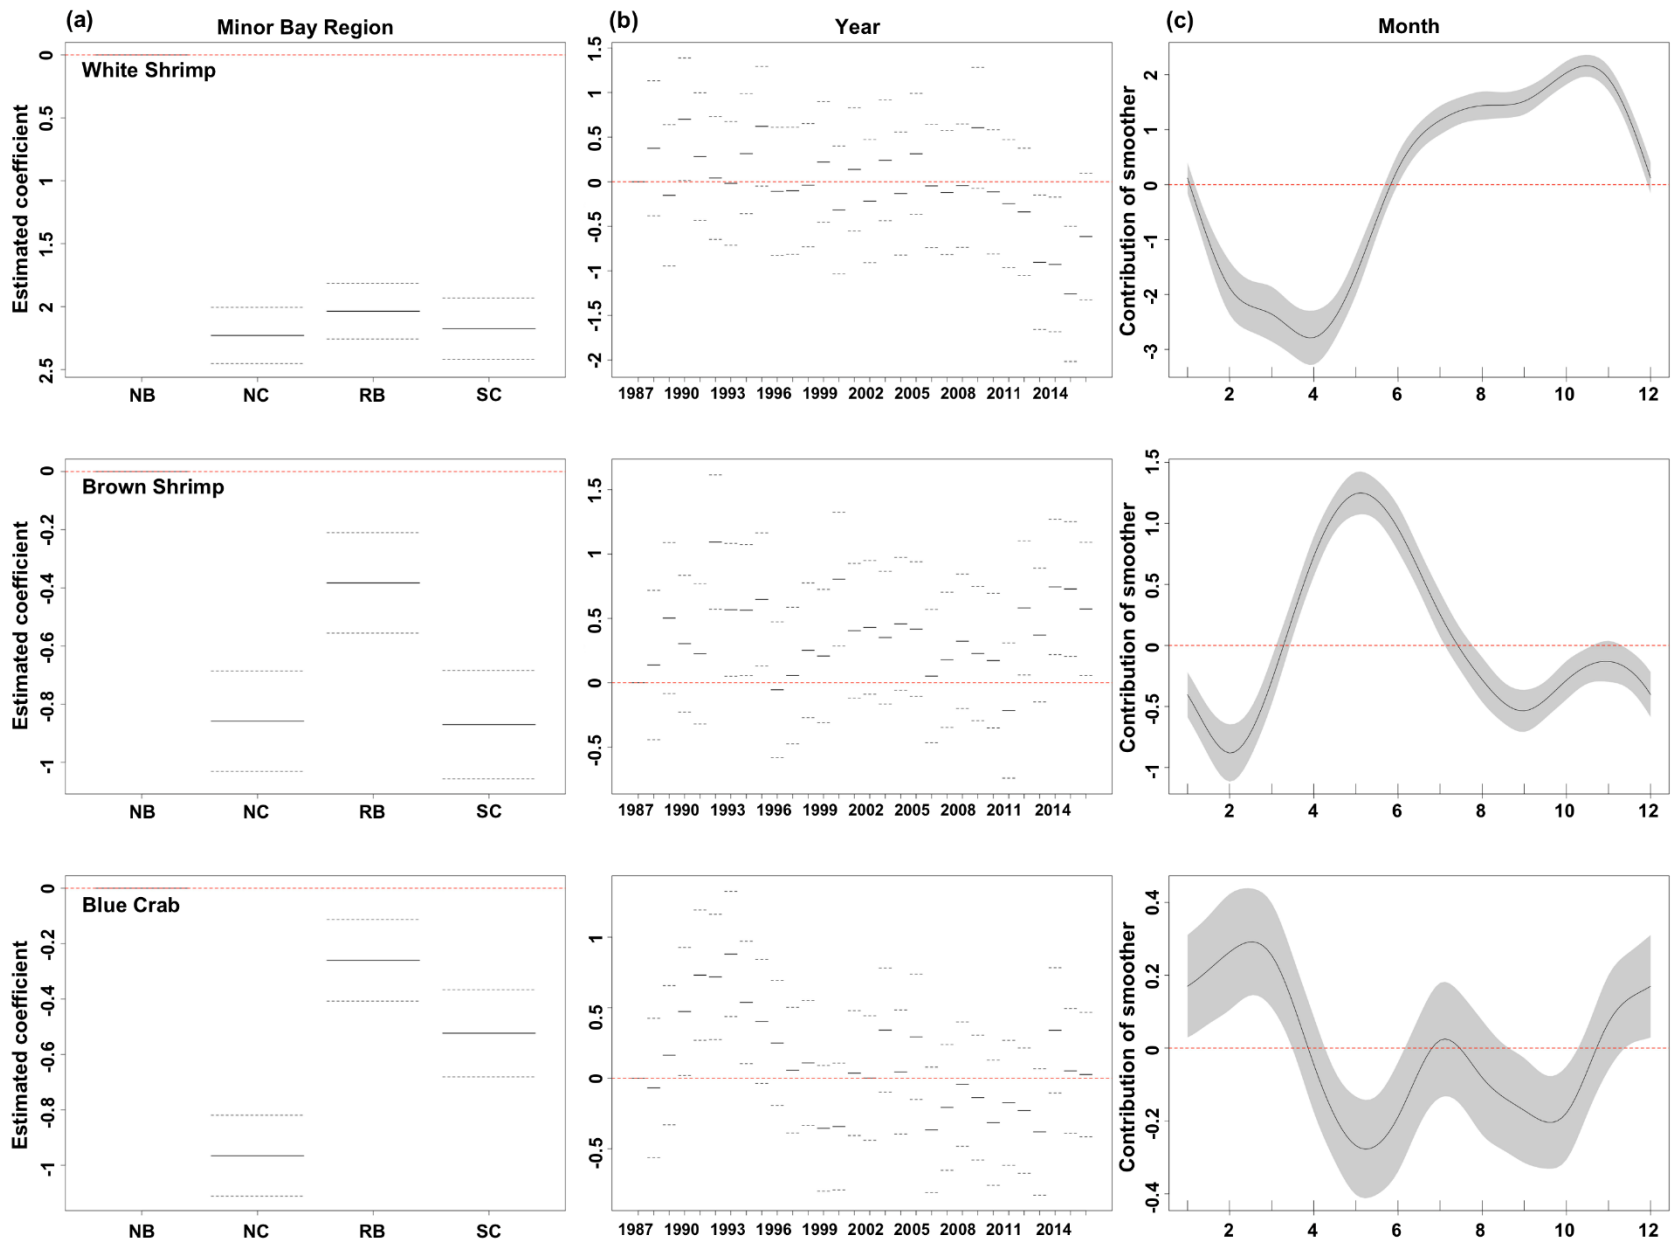 (a) Minor Bay Region
(b) Year
(c) Month
White Shrimp
Estimated coefficient
0
0.5
1
1.5
2
2.5
NB NC RB SC
1.5
1
0.5
0
-0.5
-1
-1.5
-2
1987 1990 1993 1996 1999 2002 2005 2008 2011 2014
Contribution of smoother
2
1
0
-1
-2
-3
2 4 6 8 10 12
Brown Shrimp
Estimated coefficient
0
-0.2
-0.4
-0.6
-0.8
-1
NB NC RB SC
1.5
1
0.5
0
-0.5
1987 1990 1993 1996 1999 2002 2005 2008 2011 2014
Contribution of smoother
1.5
1.0
0.5
0
-0.5
-1
2 4 6 8 10 12
Blue Crab
Estimated coefficient
0
-0.2
-0.4
-0.6
-0.8
-1
NB NC RB SC
1
0.5
0
-0.5
1987 1990 1993 1996 1999 2002 2005 2008 2011 2014
Contribution of smoother
0.4
0.2
0
-0.2
-0.4
2 4 6 8 10 12